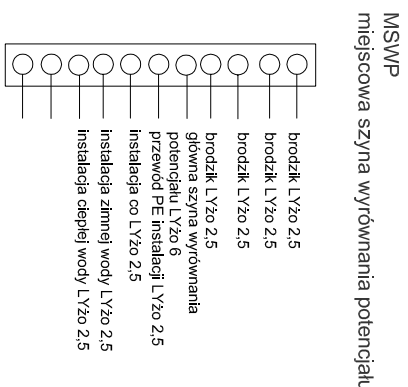 MSWP
miejscowa szyna wyrównania potencjału
brodzik LYżo 2,5
brodzik LYżo 2,5
brodzik LYżo 2,5
brodzik LYżo 2,5
główna szyna wyrównania
potencjału LYżo 6
przewód PE instalacji LYżo 2,5
instalacja co LYżo 2,5
instalacja zimnej wody LYżo 2,5
instalacja ciepłej wody LYżo 2,5